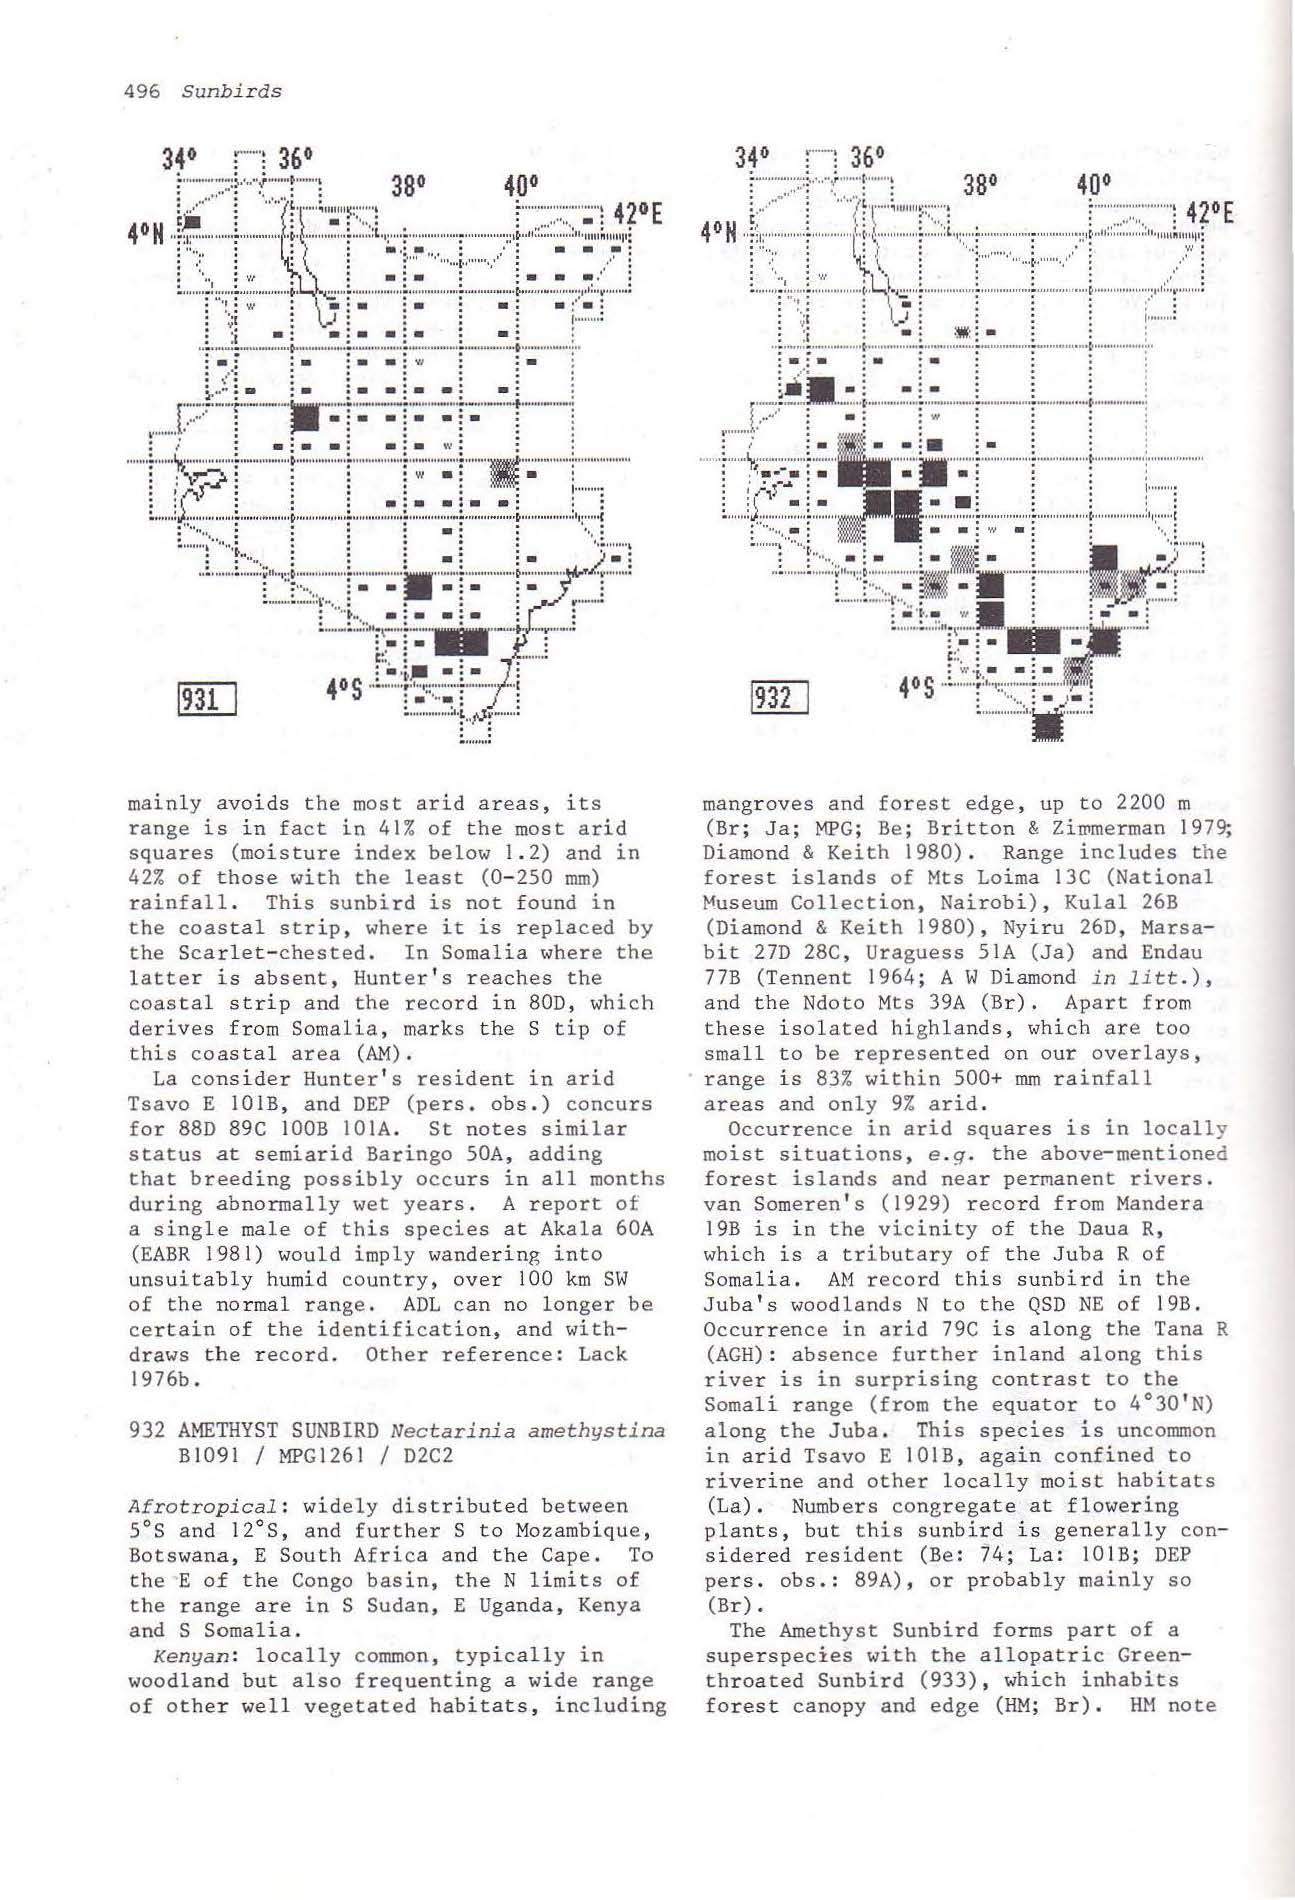 496 Sunbirds
34° 36°
38° 40°
42°E
4°N
931
4°S
34° 36°
38° 40°
42°E
4°N
932
4°S
mainly avoids the most arid areas, its
range is in fact in 41% of the most arid
squares (moisture index below 1.2) and in
42% of those with the least (0-250 mm)
rainfall. This sunbird is not found in
the coastal strip, where it is replaced by
the Scarlet-chested. In Somalia where the
latter is absent, Hunter's reaches the
coastal strip and the record in 80D, which
derives from Somalia, marks the S tip of
this coastal area (AM).
La consider Hunter's resident in arid
Tsavo E 101B, and DEP (pers. obs.) concurs
for 88D 89C 100B 101A. St notes similar
status at semiarid Baringo 50A, adding
that breeding possibly occurs in all months
during abnormally wet years. A report of
a single male of this species at Akala 60A
(EABR 1981) would imply wandering into
unsuitably humid country, over 100 km SW
of the normal range. ADL can no longer be
certain of the identification, and with-
draws the record. Other reference: Lack
1976b.
932 AMETHYST SUNBIRD Nectarinia amethystina
B1091 / MPG1261 / D2C2
Afrotropical: widely distributed between
5°S and 12°S, and further S to Mozambique,
Botswana, E South Africa and the Cape. To
the E of the Congo basin, the N limits of
the range are in S Sudan, E Uganda, Kenya
and S Somalia.
Kenyan: locally common, typically in
woodland but also frequenting a wide range
of other well vegetated habitats, including
mangroves and forest edge, up to 2200 m
(Br; Ja; MPG; Be; Britton & Zimmerman 1979;
Diamond & Keith 1980). Range includes the
forest islands of Mts Loima 13C (National
Museum Collection, Nairobi), Kulal 26B
(Diamond & Keith 1980), Nyiru 26D, Marsa-
bit 27D 28C, Uraguess 51A (Ja) and Endau
77B (Tennent 1964; A W Diamond in litt.),
and the Ndoto Mts 39A (Br). Apart from
these isolated highlands, which are too
small to be represented on our overlays,
range is 83% within 500+ mm rainfall
areas and only 9% arid.
Occurrence in arid squares is in locally
moist situations, e.g. the above-mentioned
forest islands and near permanent rivers.
van Someren's (1929) record from Mandera
19B is in the vicinity of the Daua R,
which is a tributary of the Juba R of
Somalia. AM record this sunbird in the
Juba's woodlands N to the QSD NE of 19B.
Occurrence in arid 79C is along the Tana R
(AGH): absence further inland along this
river is in surprising contrast to the
Somali range (from the equator to 4°30'N)
along the Juba. This species is uncommon
in arid Tsavo E 101B, again confined to
riverine and other locally moist habitats
(La). Numbers congregate at flowering
plants, but this sunbird is generally con-
sidered resident (Be: 74; La: 101B; DEP
pers. obs.: 89A), or probably mainly so
(Br).
The Amethyst Sunbird forms part of a
superspecies with the allopatric Green-
throated Sunbird (933), which inhabits
forest canopy and edge (HM; Br). HM note